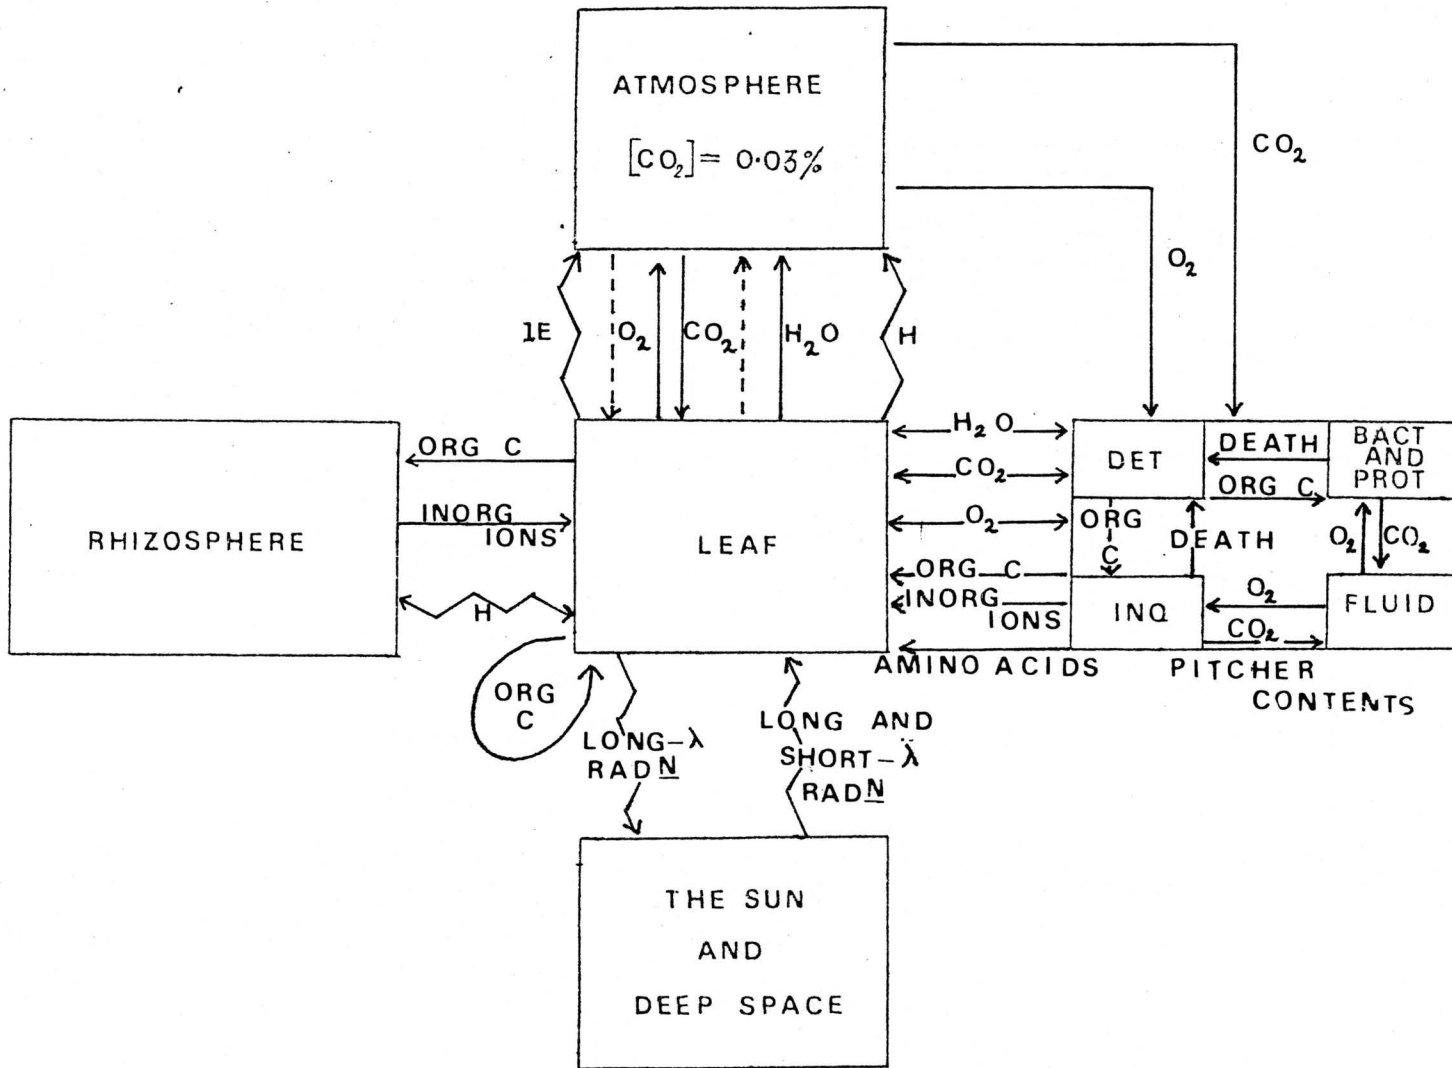 ATMOSPHERE
[CO₂] = 0·03%
CO₂
O₂
lE
O₂
CO₂
H₂O
H
RHIZOSPHERE
ORG C
INORG
IONS
H
LEAF
H₂O
CO₂
O₂
ORG C
INORG
IONS
AMINO ACIDS
DET
DEATH
ORG C
BACT
AND
PROT
ORG
C
DEATH
O₂
CO₂
INQ
O₂
CO₂
FLUID
PITCHER
CONTENTS
ORG
C
LONG-λ
RADN
LONG AND
SHORT-λ
RADN
THE SUN
AND
DEEP SPACE